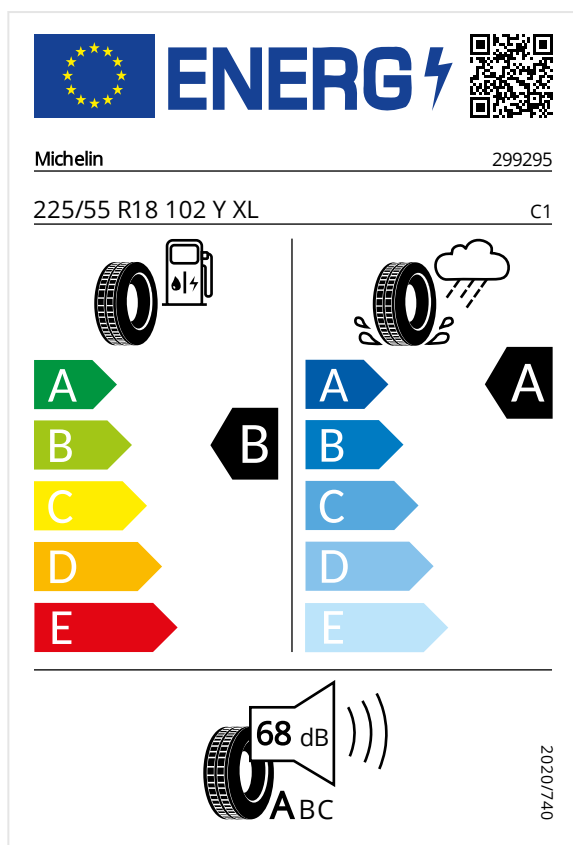 ENERG
Michelin 299295
225/55 R18 102 Y XL C1
A A A
B B B
C C
D D
E E
68 dB
ABC
2020/740